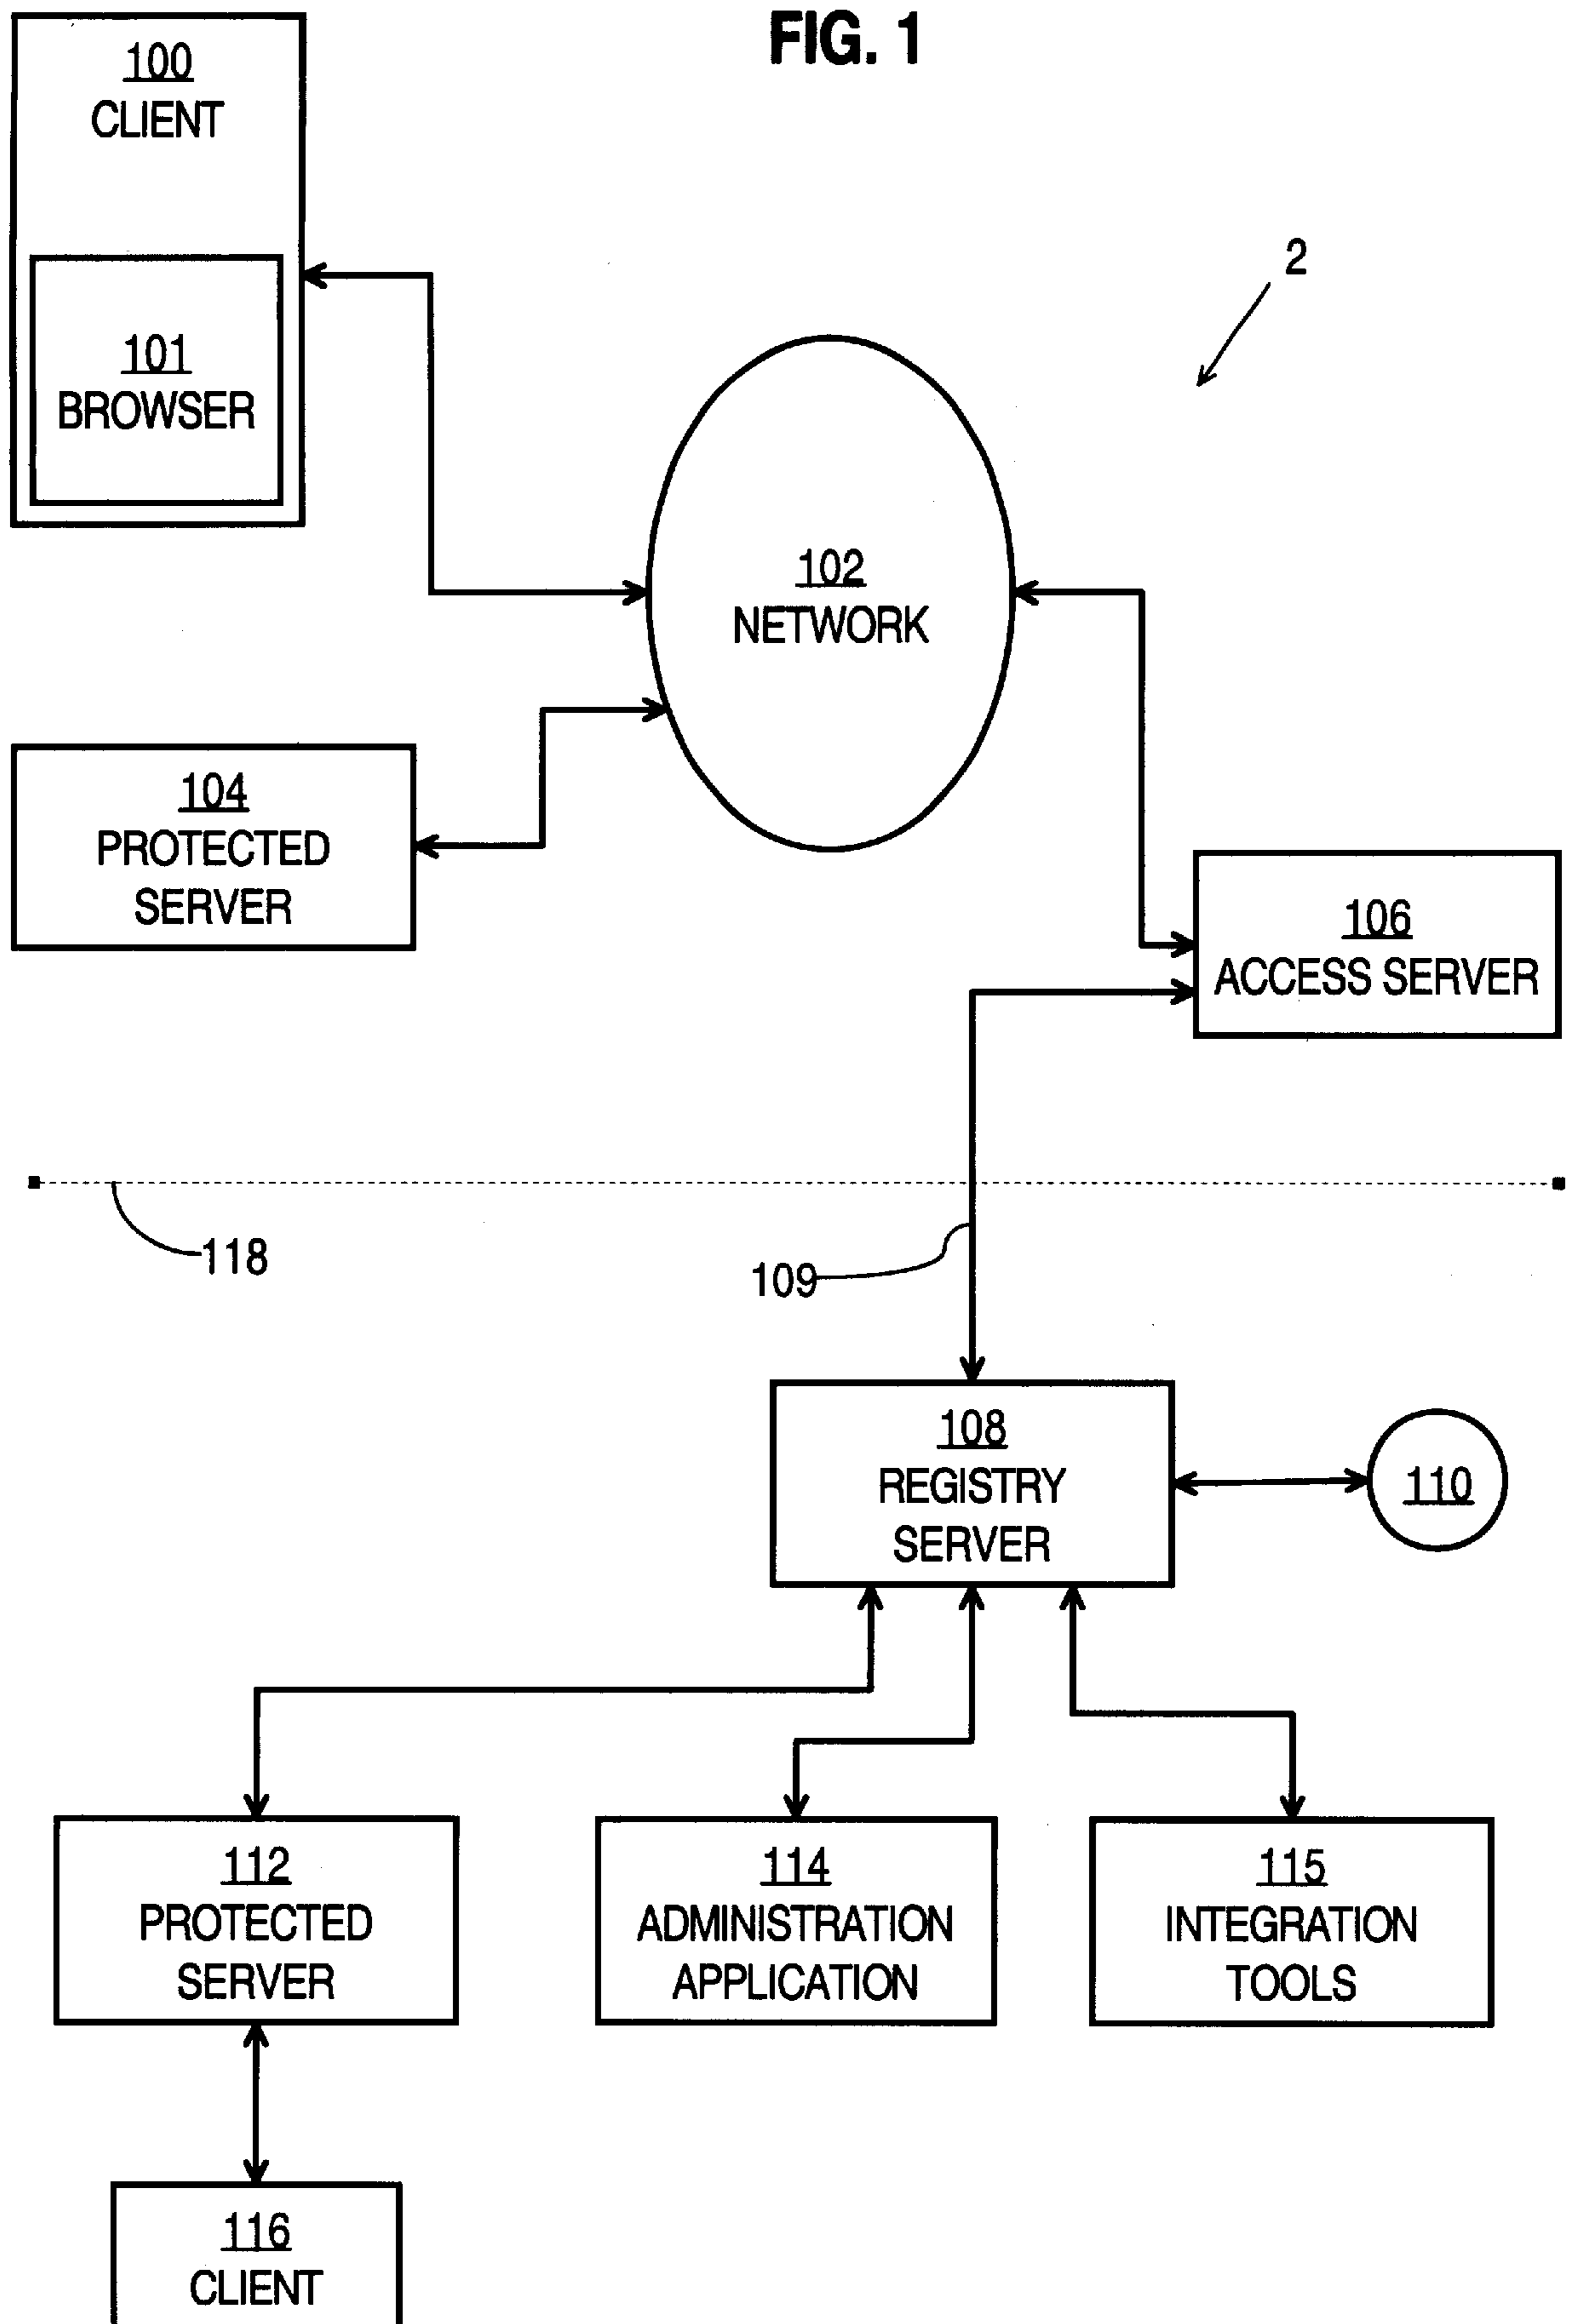 FIG. 1
100
CLIENT
2
101
BROWSER
102
NETWORK
104
PROTECTED
SERVER
106
ACCESS SERVER
118
109
108
REGISTRY
SERVER
110
112
PROTECTED
SERVER
114
ADMINISTRATION
APPLICATION
115
INTEGRATION
TOOLS
116
CLIENT